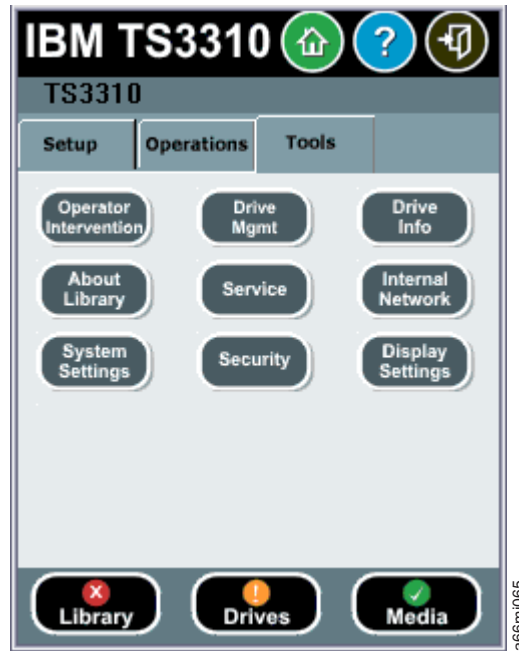 IBM TS3310 ?
TS3310
Setup Operations Tools
Operator Intervention
Drive Mgmt
Drive Info
About Library
Service
Internal Network
System Settings
Security
Display Settings
! 
Library Drives Media
a66mi065